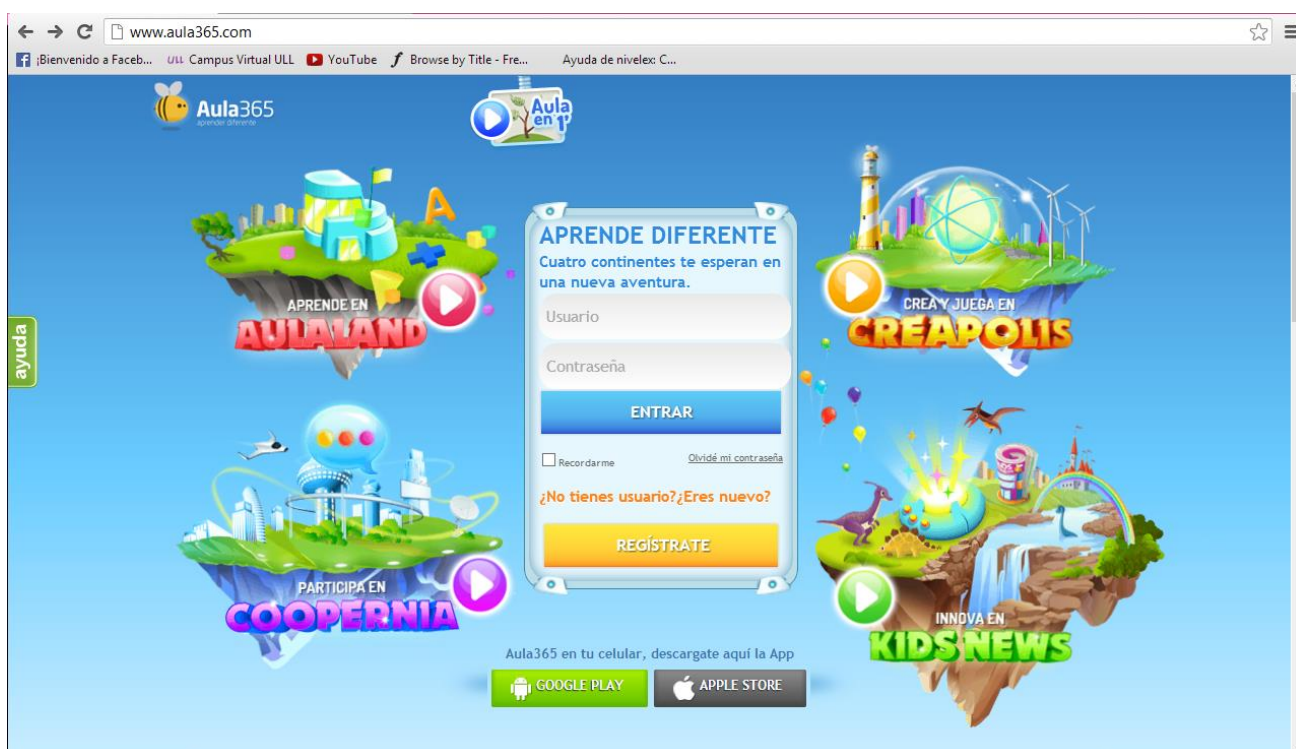 www.aula365.com
¡Bienvenido a Faceb... ULL Campus Virtual ULL YouTube f Browse by Title - Fre... Ayuda de nivelex: C...
Aula365
aprender diferente
Aula
en 1'
APRENDE DIFERENTE
Cuatro continentes te esperan en
una nueva aventura.
Usuario
Contraseña
ENTRAR
Recordarme Olvidé mi contraseña
¿No tienes usuario?¿Eres nuevo?
REGÍSTRATE
A
APRENDE EN
AULALAND
CREA Y JUEGA EN
CREAPOLIS
ayuda
PARTICIPA EN
COOPERNIA
INNOVA EN
KIDS NEWS
Aula365 en tu celular, descargate aquí la App
GOOGLE PLAY APPLE STORE